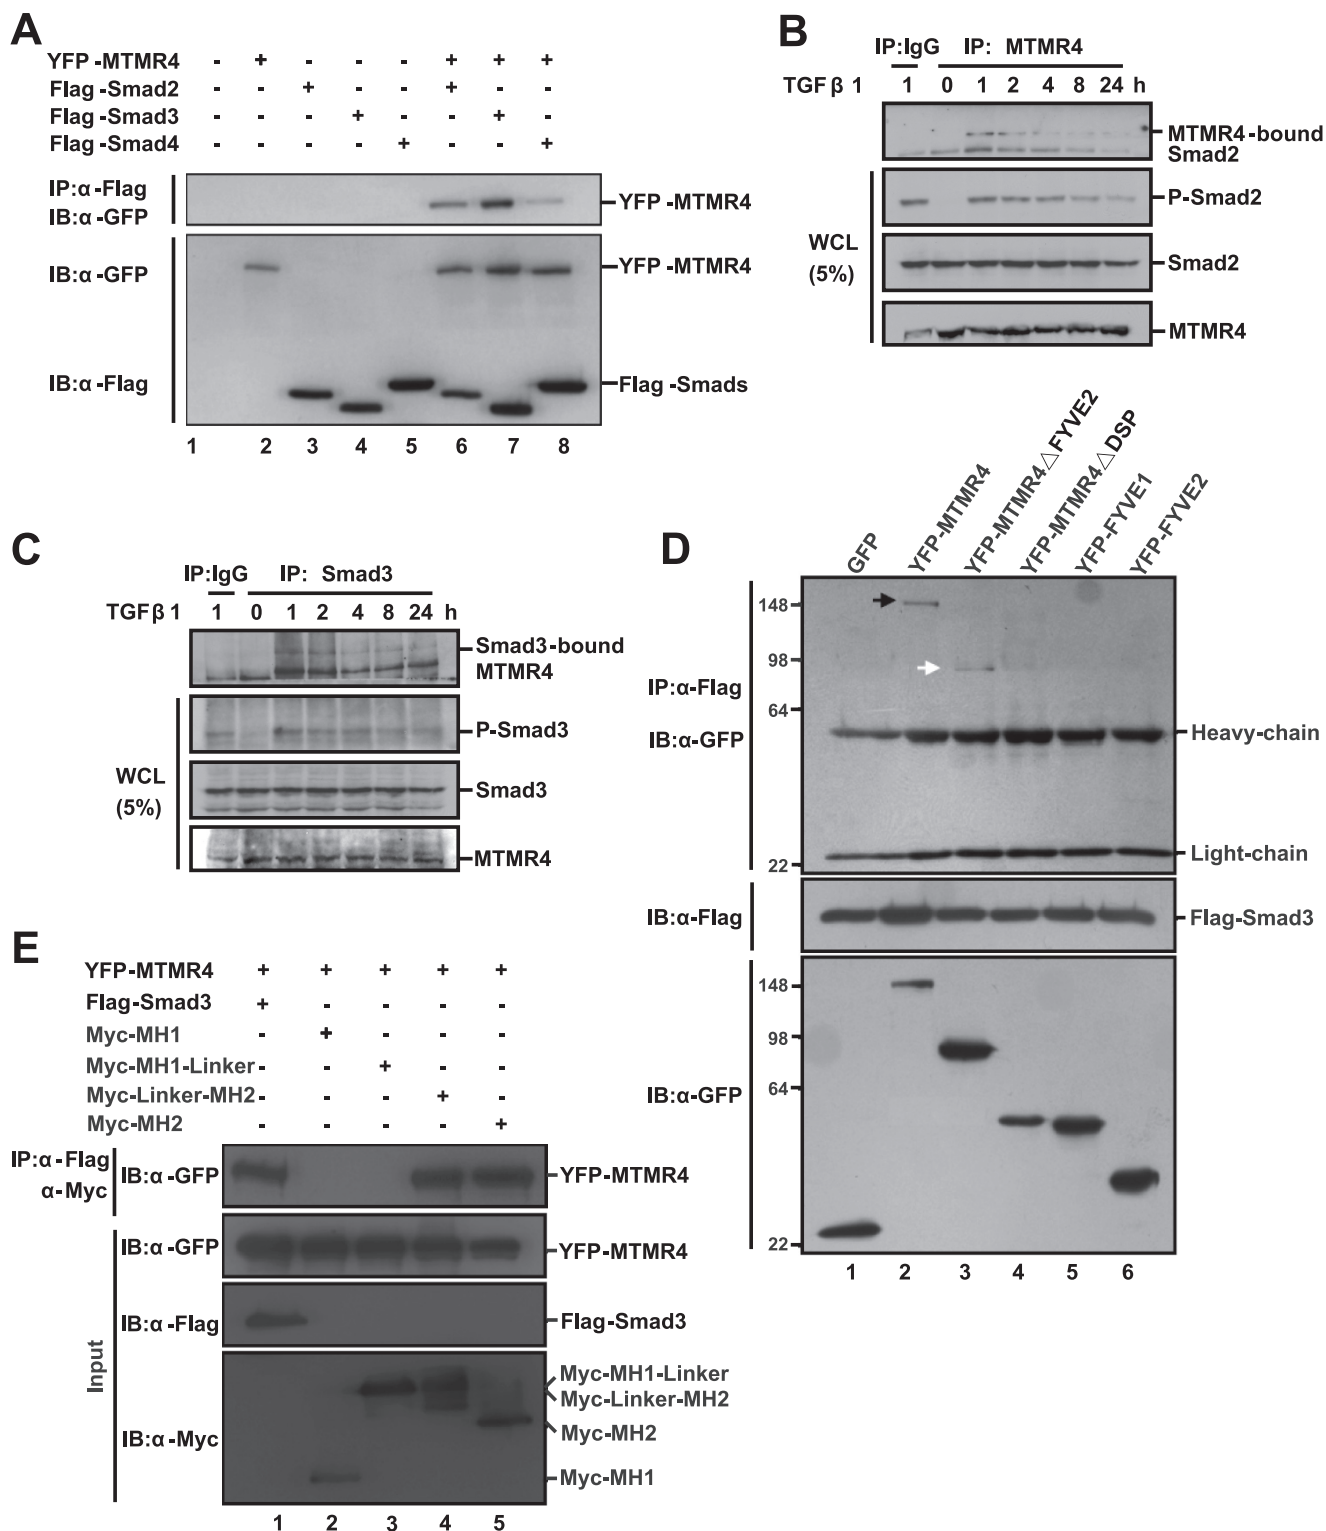 A
YFP-MTMR4 - + - - - + + +
Flag-Smad2 - - + - - + - -
Flag-Smad3 - - - + - - + -
Flag-Smad4 - - - - + - - +
IP:α-Flag
IB:α-GFP
YFP-MTMR4
IB:α-GFP
YFP-MTMR4
IB:α-Flag
Flag-Smads
1 2 3 4 5 6 7 8
B
IP:IgG IP: MTMR4
TGFβ1 1 0 1 2 4 8 24 h
MTMR4-bound
Smad2
P-Smad2
WCL
(5%)
Smad2
MTMR4
C
IP:IgG IP: Smad3
TGFβ1 1 0 1 2 4 8 24 h
Smad3-bound
MTMR4
P-Smad3
WCL
(5%)
Smad3
MTMR4
D
GFP
YFP-MTMR4
YFP-MTMR4△FYVE2
YFP-MTMR4△DSP
YFP-FYVE1
YFP-FYVE2
148
98
64
22
IP:α-Flag
IB:α-GFP
Heavy-chain
Light-chain
IB:α-Flag
Flag-Smad3
148
98
64
22
IB:α-GFP
1 2 3 4 5 6
E
YFP-MTMR4 + + + + +
Flag-Smad3 + - - - -
Myc-MH1 - + - - -
Myc-MH1-Linker - - + - -
Myc-Linker-MH2 - - - + -
Myc-MH2 - - - - +
IP:α-Flag
α-Myc
IB:α-GFP
YFP-MTMR4
Input
IB:α-GFP
YFP-MTMR4
IB:α-Flag
Flag-Smad3
IB:α-Myc
Myc-MH1-Linker
Myc-Linker-MH2
Myc-MH2
Myc-MH1
1 2 3 4 5